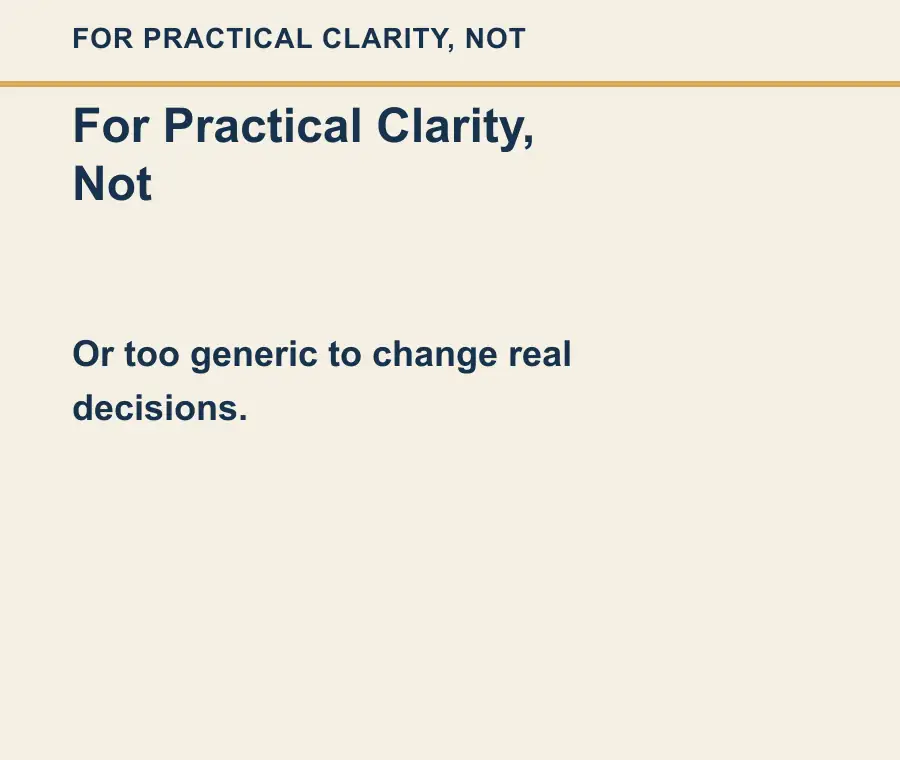 FOR PRACTICAL CLARITY, NOT
For Practical Clarity,
Not
Or too generic to change real
decisions.